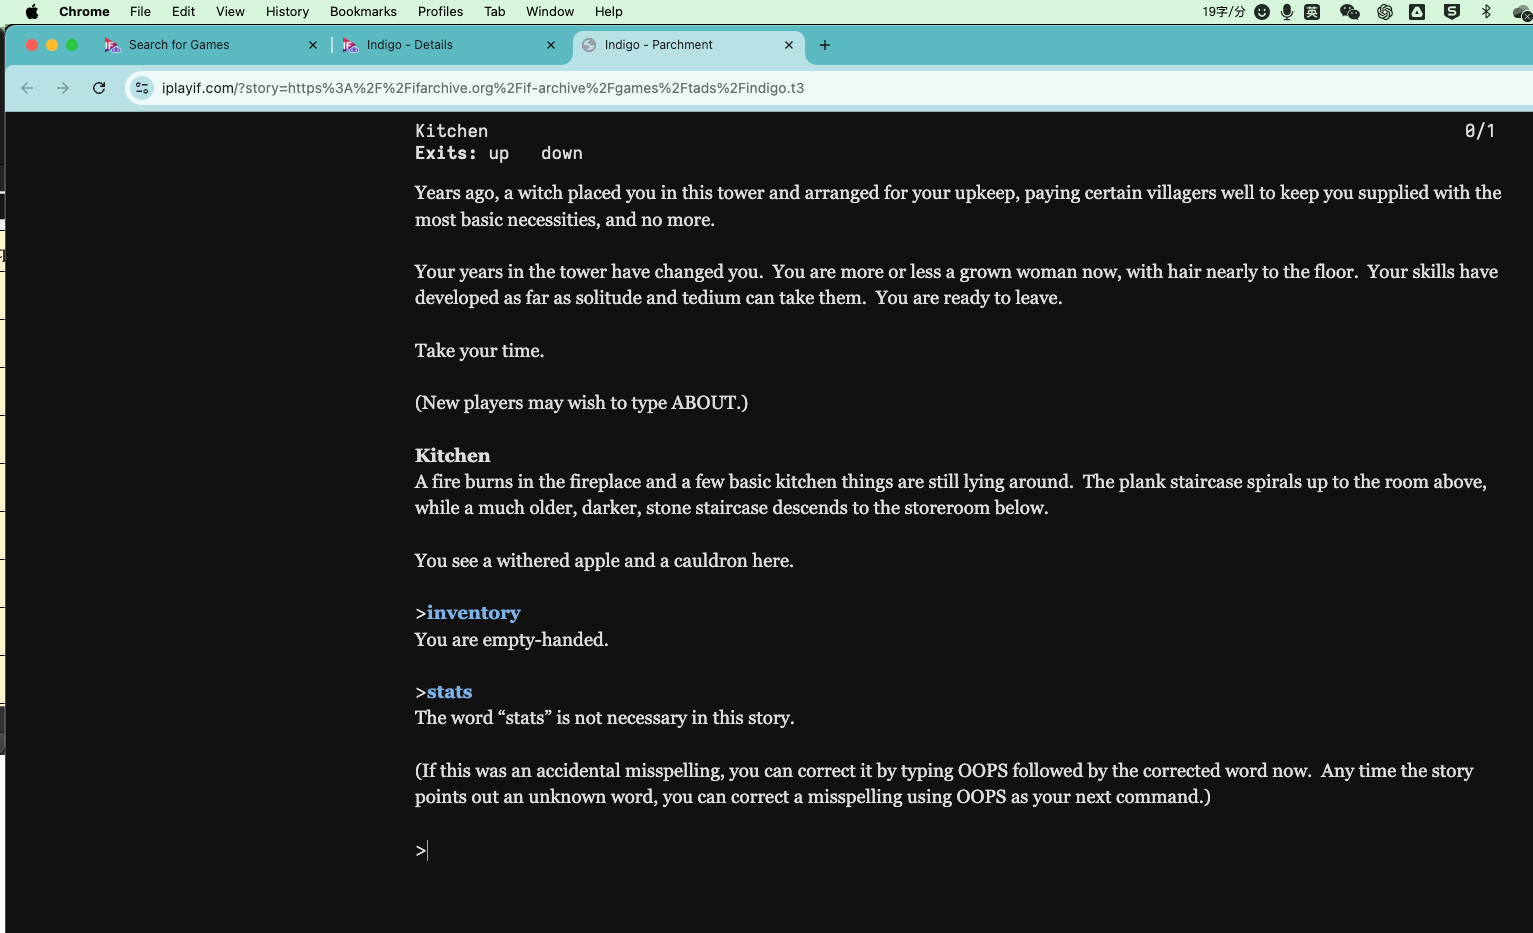 Chrome File Edit View History Bookmarks Profiles Tab Window Help 19字/分 英
Search for Games Indigo - Details Indigo - Parchment
iplayif.com/?story=https%3A%2F%2Fifarchive.org%2Fif-archive%2Fgames%2Ftads%2Findigo.t3
Kitchen 0/1
Exits: up down
Years ago, a witch placed you in this tower and arranged for your upkeep, paying certain villagers well to keep you supplied with the
most basic necessities, and no more.
Your years in the tower have changed you. You are more or less a grown woman now, with hair nearly to the floor. Your skills have
developed as far as solitude and tedium can take them. You are ready to leave.
Take your time.
(New players may wish to type ABOUT.)
Kitchen
A fire burns in the fireplace and a few basic kitchen things are still lying around. The plank staircase spirals up to the room above,
while a much older, darker, stone staircase descends to the storeroom below.
You see a withered apple and a cauldron here.
>inventory
You are empty-handed.
>stats
The word “stats” is not necessary in this story.
(If this was an accidental misspelling, you can correct it by typing OOPS followed by the corrected word now. Any time the story
points out an unknown word, you can correct a misspelling using OOPS as your next command.)
>